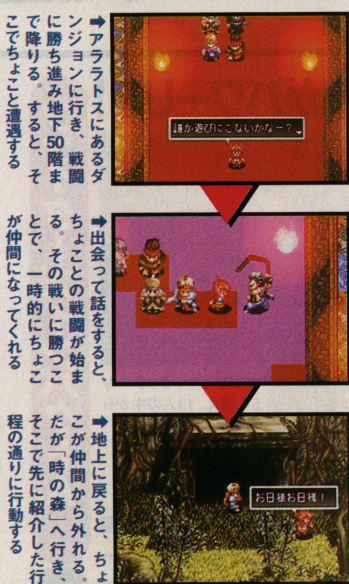 ➡アララトスにあるダ
ンジョンに行き、戦闘
に勝ち進み地下50階ま
で降りる。すると、そ
こでちょこと遭遇する
誰か遊びにこないかなー？
➡出会って話をすると、
ちょことの戦闘が始ま
る。その戦いに勝つこ
とで、一時的にちょこ
が仲間になってくれる
➡地上に戻ると、ちょ
こが仲間から外れる。
だが「時の森」へ行き、
そこで先に紹介した行
程の通りに行動する
お日様お日様！